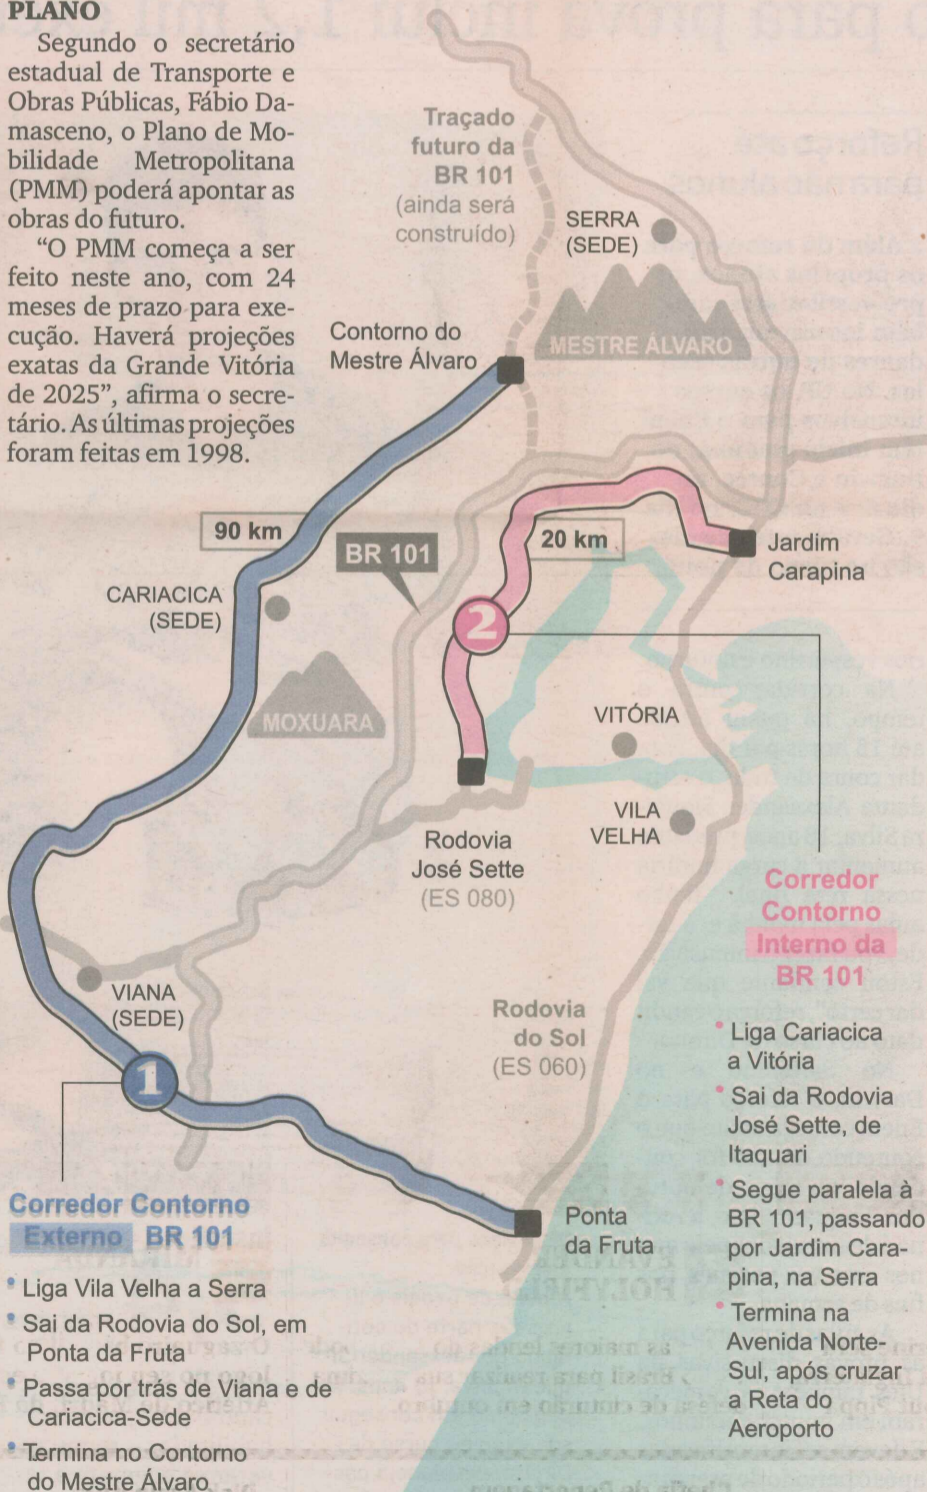 PLANO
Segundo o secretário
estadual de Transporte e
Obras Públicas, Fábio Da-
masceno, o Plano de Mo-
bilidade Metropolitana
(PMM) poderá apontar as
obras do futuro.
“O PMM começa a ser
feito neste ano, com 24
meses de prazo para exe-
cução. Haverá projeções
exatas da Grande Vitória
de 2025”, afirma o secre-
tário. As últimas projeções
foram feitas em 1998.
Traçado
futuro da
BR 101
(ainda será
construído)
SERRA
(SEDE)
MESTRE ÁLVARO
Contorno do
Mestre Álvaro
90 km
BR 101
20 km
Jardim
Carapina
CARIACICA
(SEDE)
2
MOXUARA
VITÓRIA
VILA
VELHA
Rodovia
José Sette
(ES 080)
VIANA
(SEDE)
Rodovia
do Sol
(ES 060)
1
Ponta
da Fruta
Corredor Contorno
Externo BR 101
Liga Vila Velha a Serra
Sai da Rodovia do Sol, em
Ponta da Fruta
Passa por trás de Viana e de
Cariacica-Sede
Termina no Contorno
do Mestre Álvaro
Corredor
Contorno
Interno da
BR 101
Liga Cariacica
a Vitória
Sai da Rodovia
José Sette, de
Itaquari
Segue paralela à
BR 101, passando
por Jardim Cara-
pina, na Serra
Termina na
Avenida Norte-
Sul, após cruzar
a Reta do
Aeroporto